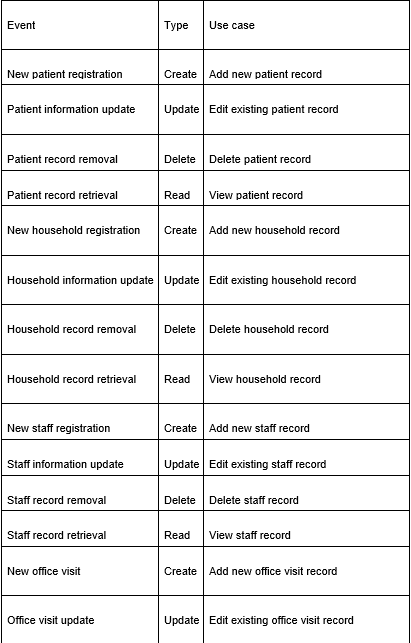 Event Type Use case
New patient registration Create Add new patient record
Patient information update Update Edit existing patient record
Patient record removal Delete Delete patient record
Patient record retrieval Read View patient record
New household registration Create Add new household record
Household information update Update Edit existing household record
Household record removal Delete Delete household record
Household record retrieval Read View household record
New staff registration Create Add new staff record
Staff information update Update Edit existing staff record
Staff record removal Delete Delete staff record
Staff record retrieval Read View staff record
New office visit Create Add new office visit record
Office visit update Update Edit existing office visit record